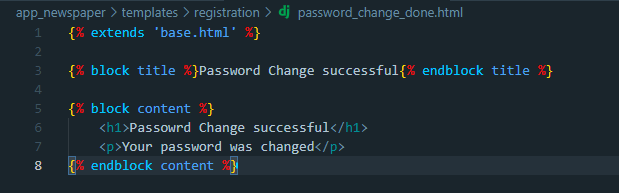 app_newspaper > templates > registration > dj password_change_done.html
1 {% extends 'base.html' %}
2
3 {% block title %}Password Change successful{% endblock title %}
4
5 {% block content %}
6 <h1>Passowrd Change successful</h1>
7 <p>Your password was changed</p>
8 {% endblock content %}